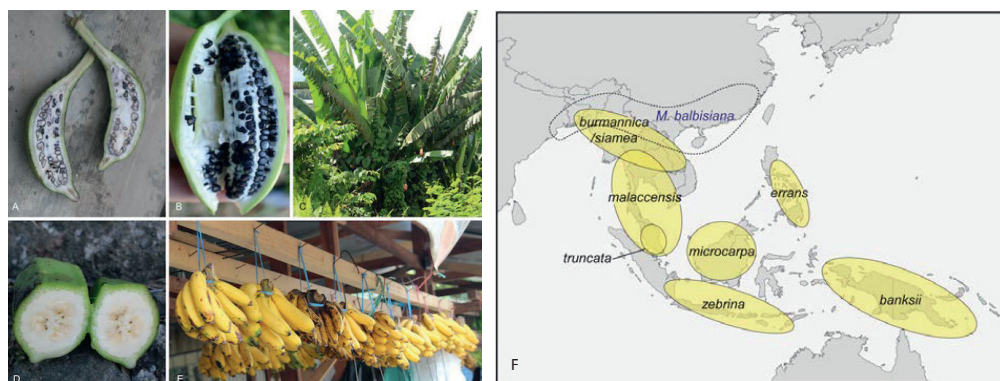 A
B
C
D
E
M. balbisiana
burmannica
/siamea
malaccensis
errans
truncata
microcarpa
zebrina
banksii
F